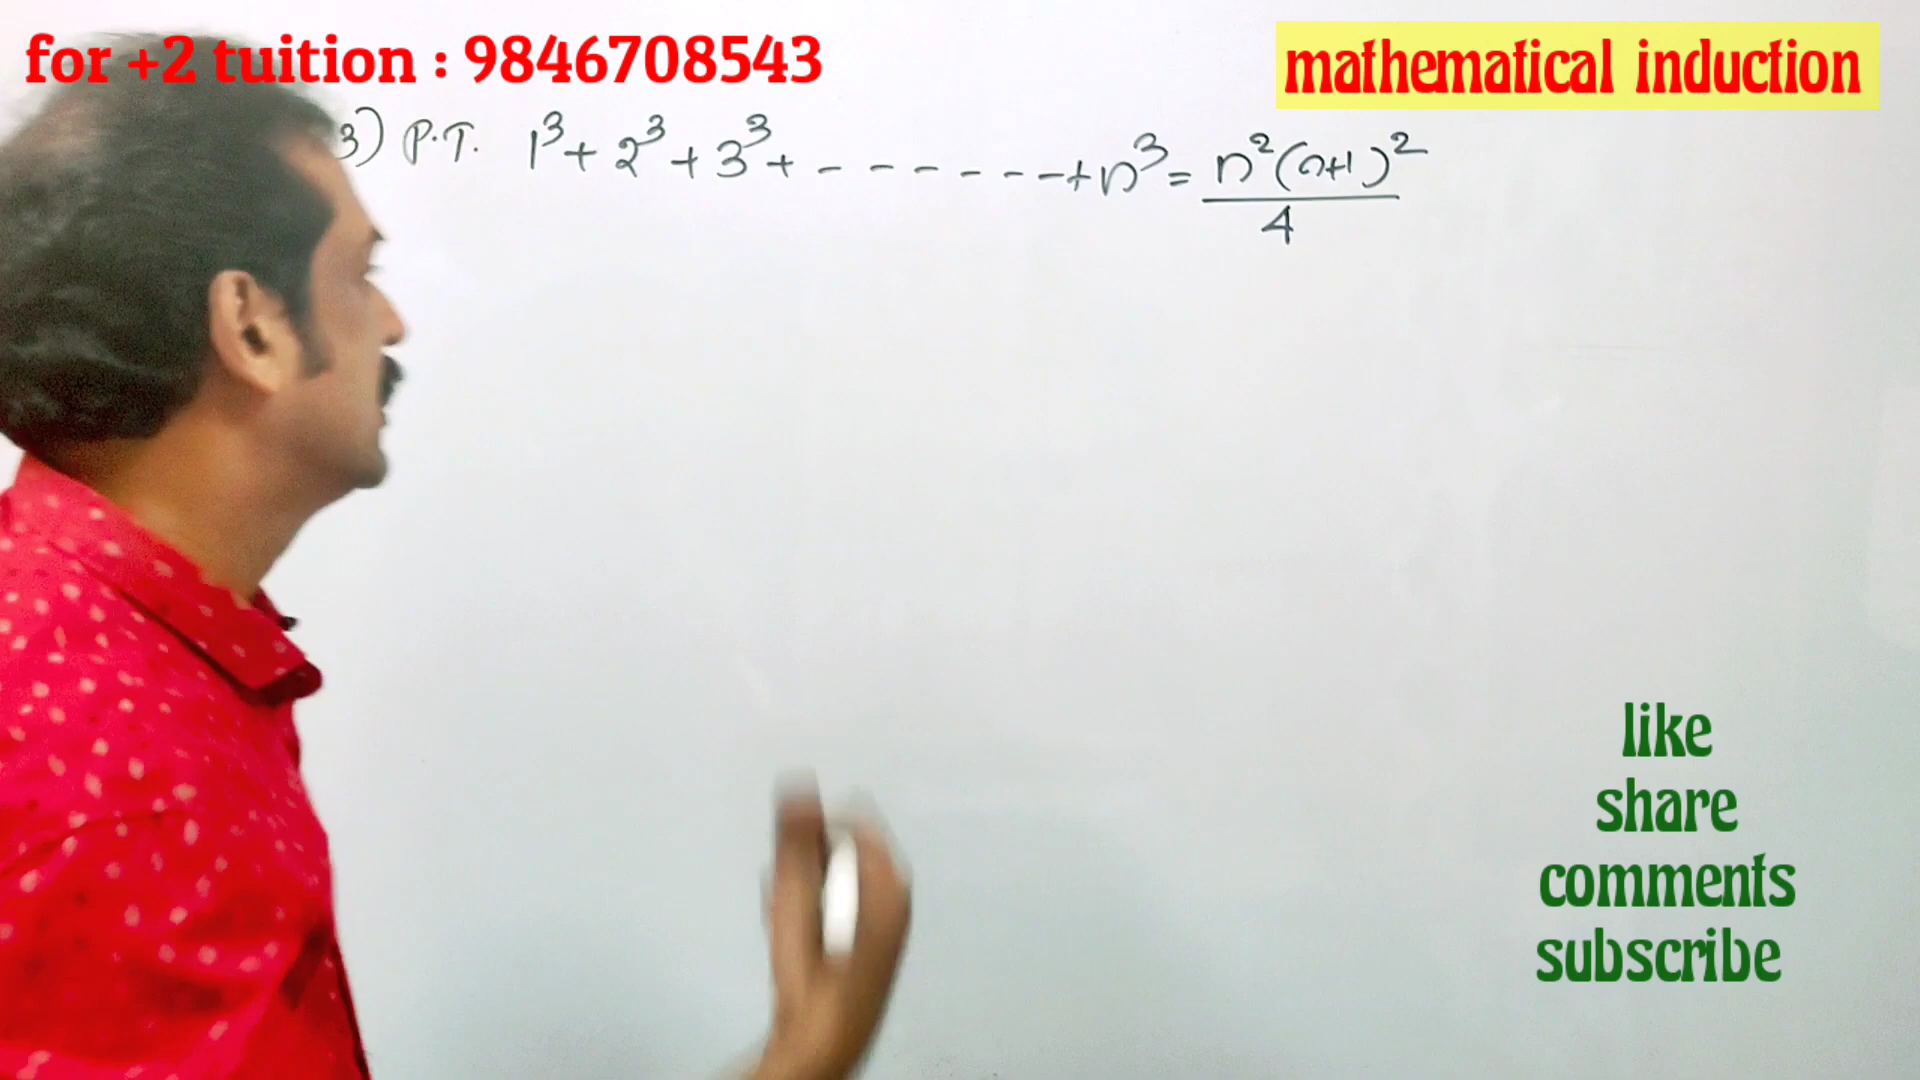 for +2 tuition : 9846708543
mathematical induction
3) P.T. 1³ + 2³ + 3³ + - - - - - - + n³ = n²(n+1)² / 4
like
share
comments
subscribe